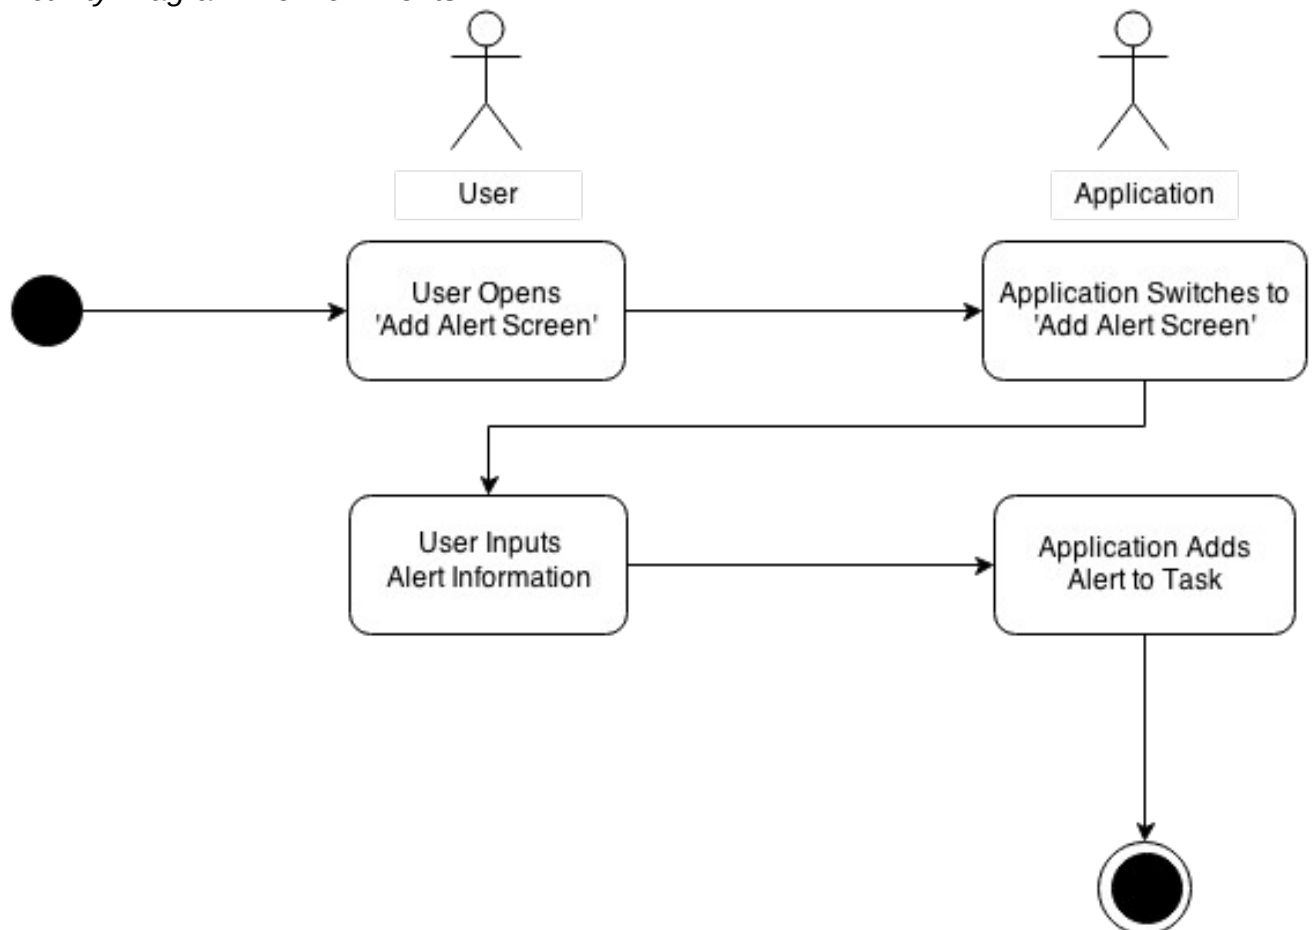 User
Application
User Opens
'Add Alert Screen'
Application Switches to
'Add Alert Screen'
User Inputs
Alert Information
Application Adds
Alert to Task